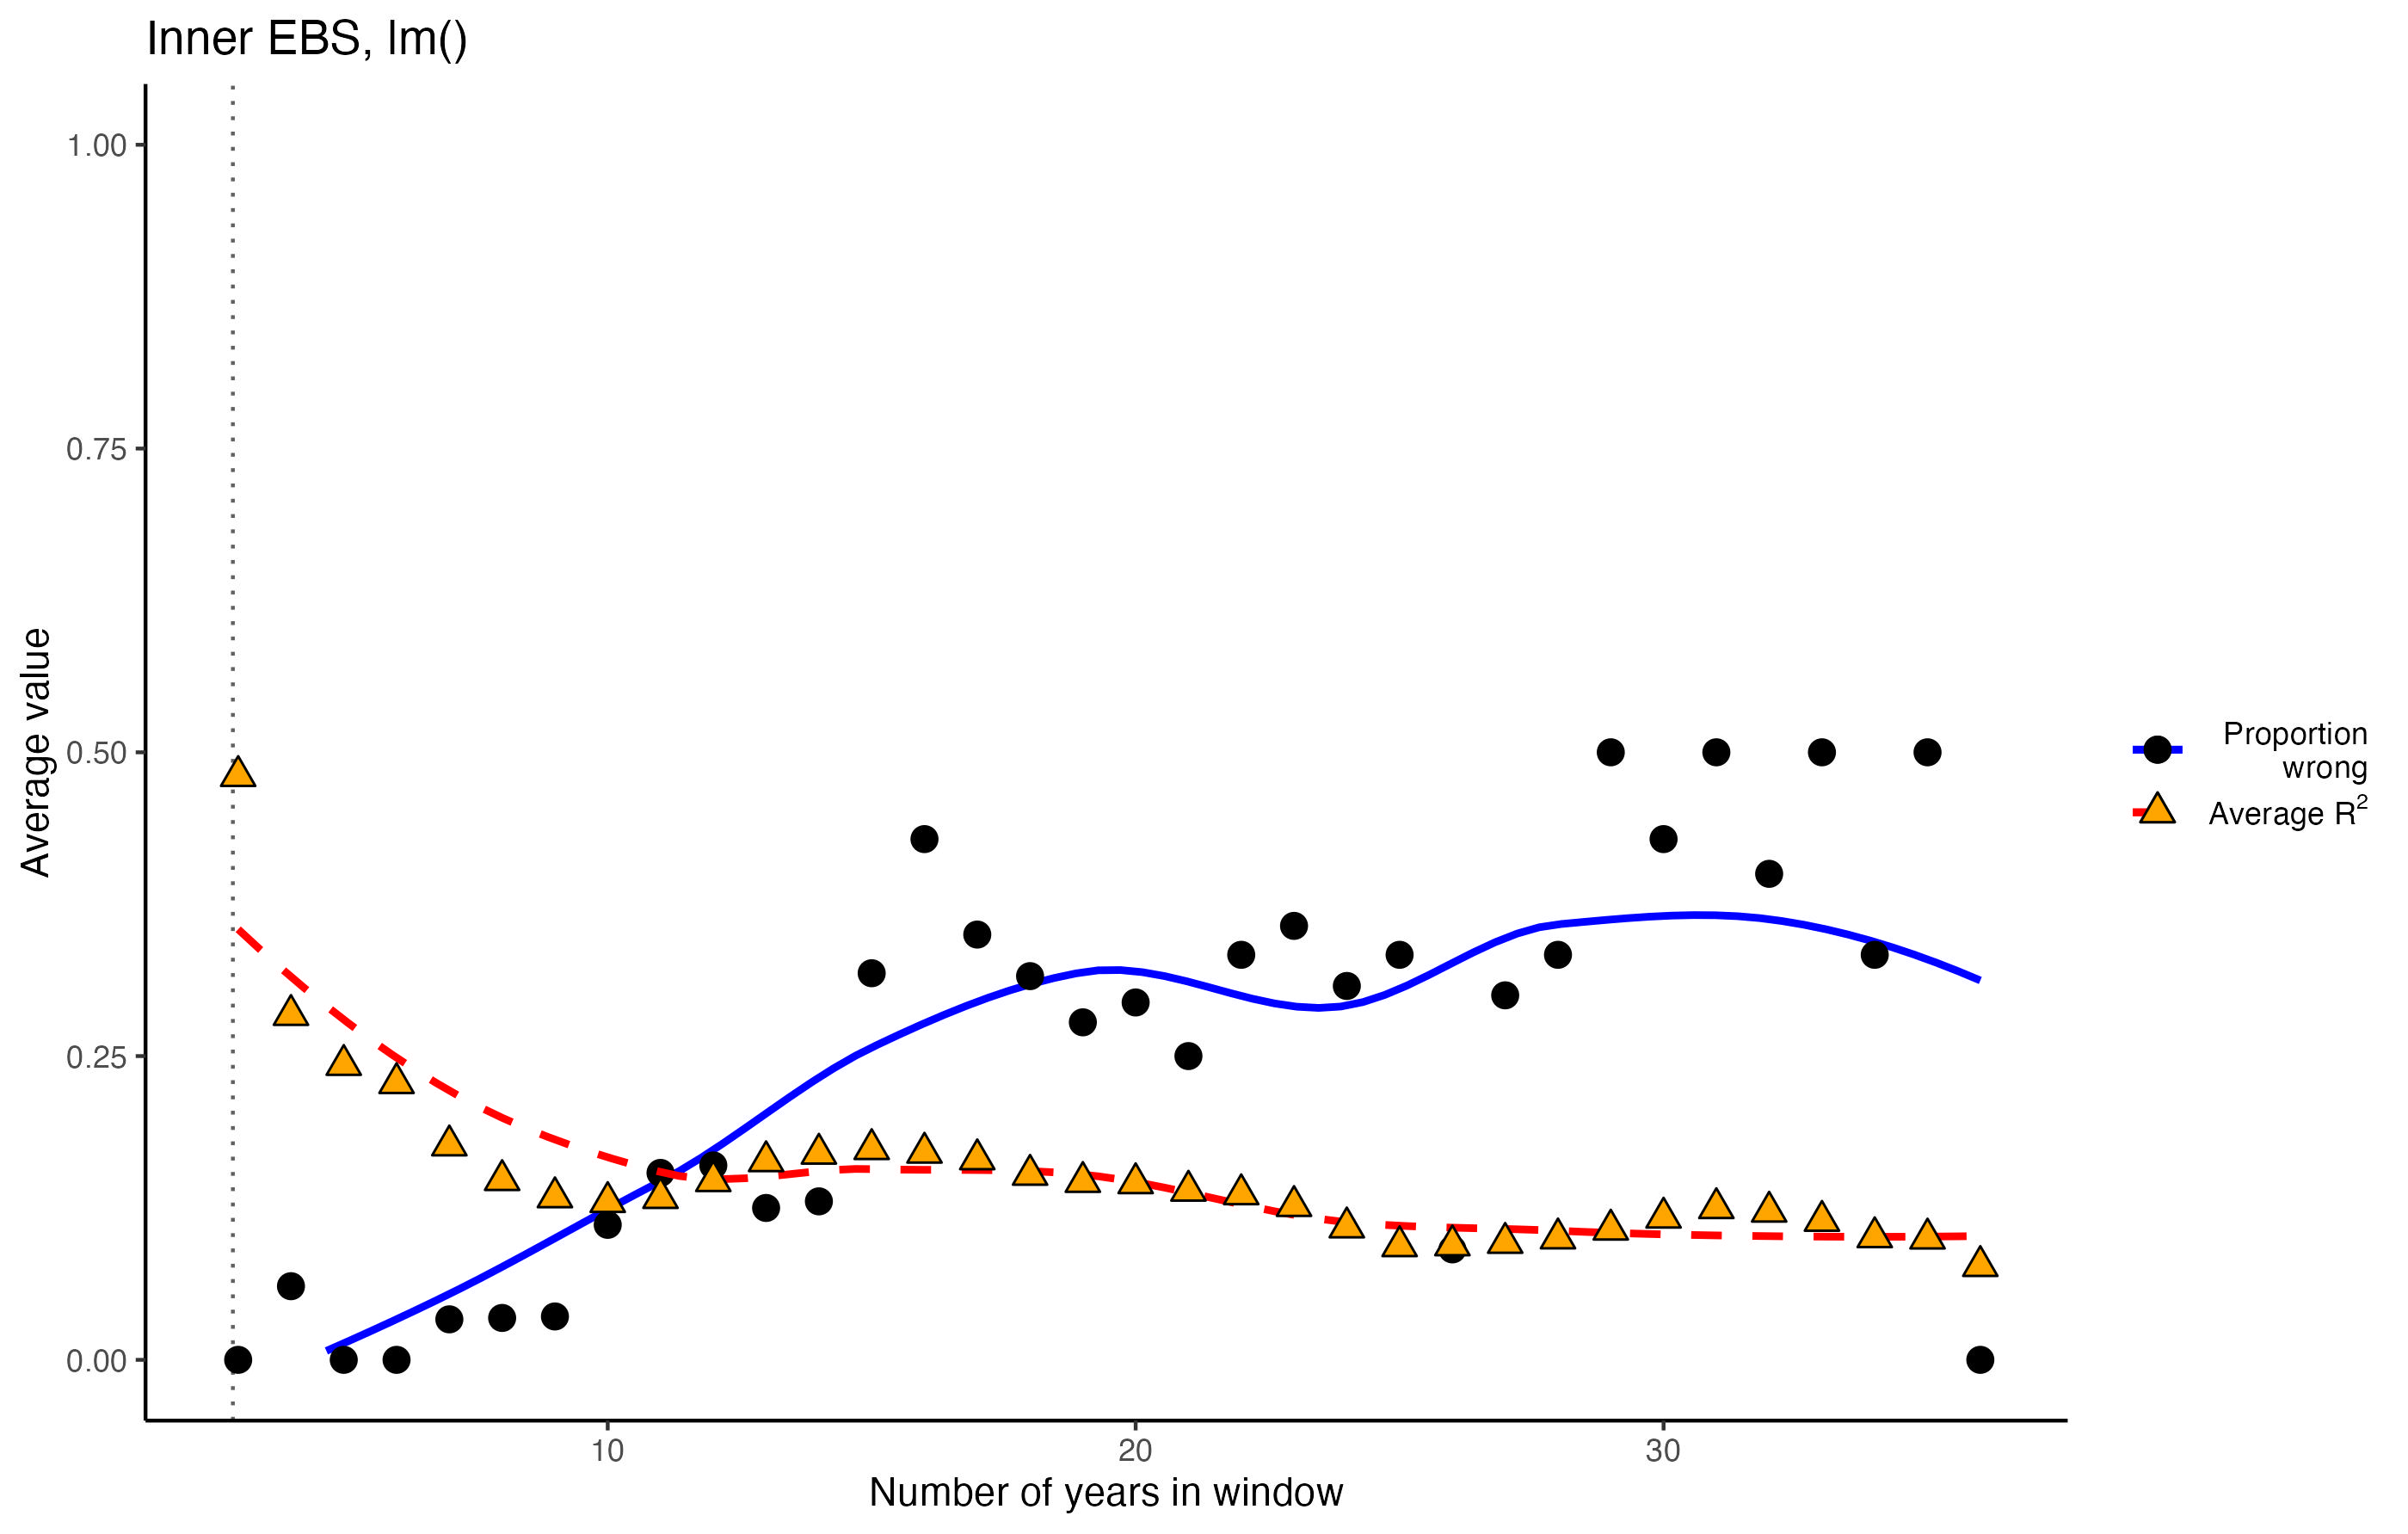 Inner EBS, lm()
1.00
0.75
0.50
0.25
0.00
Average value
10
20
30
Number of years in window
Proportion
wrong
Average R²